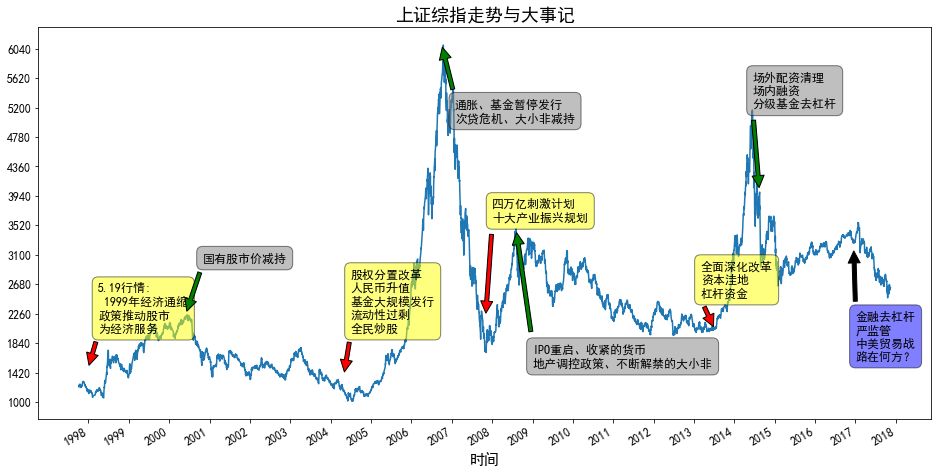 上证综指走势与大事记
6040
5620
5200
4780
4360
3940
3520
3100
2680
2260
1840
1420
1000
场外配资清理
场内融资
分级基金去杠杆
通胀、基金暂停发行
次贷危机、大小非减持
四万亿刺激计划
十大产业振兴规划
国有股市价减持
5.19行情:
1999年经济通缩
政策推动股市
为经济服务
股权分置改革
人民币升值
基金大规模发行
流动性过剩
全民炒股
全面深化改革
资本洼地
杠杆资金
IPO重启、收紧的货币
地产调控政策、不断解禁的大小非
金融去杠杆
严监管
中美贸易战
路在何方？
1998
1999
2000
2001
2002
2003
2004
2005
2006
2007
2008
2009
2010
2011
2012
2013
2014
2015
2016
2017
2018
时间